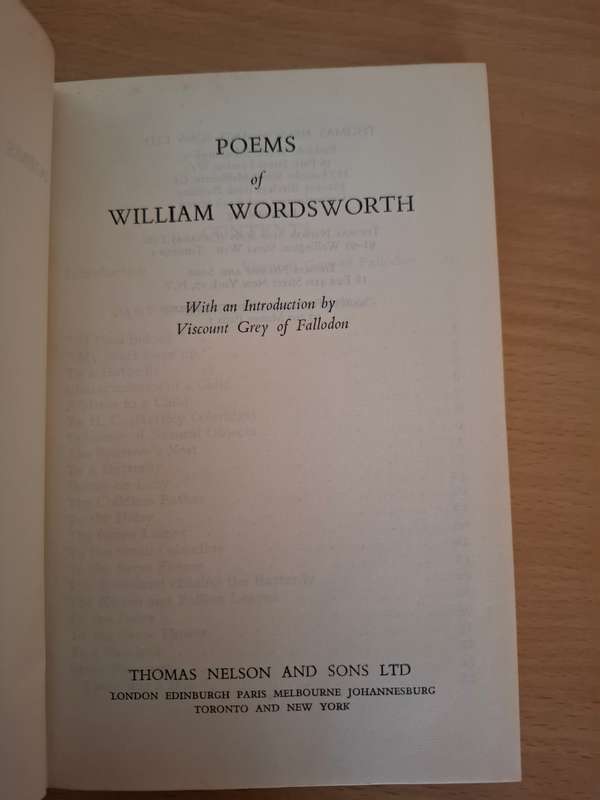 POEMS
of
WILLIAM WORDSWORTH
With an Introduction by
Viscount Grey of Fallodon
THOMAS NELSON AND SONS LTD
LONDON EDINBURGH PARIS MELBOURNE JOHANNESBURG
TORONTO AND NEW YORK